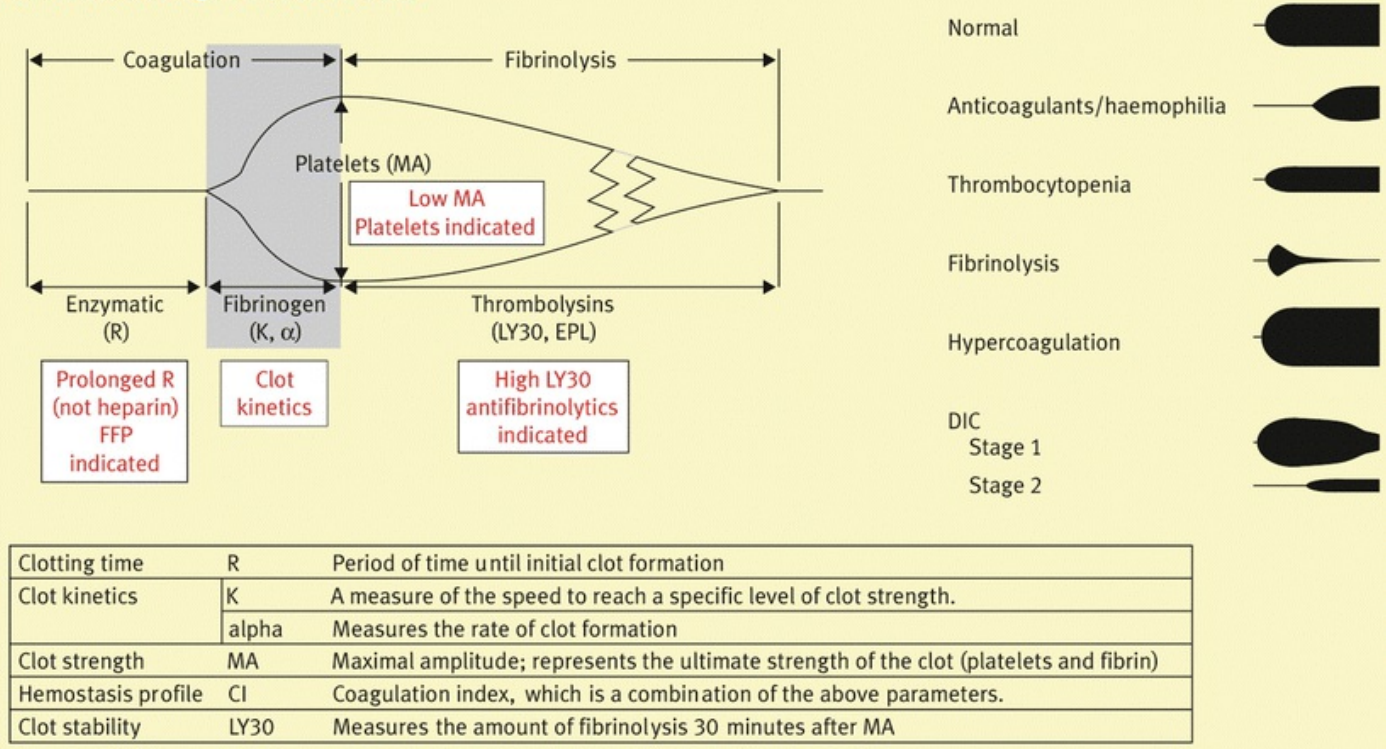 Coagulation
Fibrinolysis
Platelets (MA)
Low MA
Platelets indicated
Enzymatic
(R)
Fibrinogen
(K, α)
Thrombolysins
(LY30, EPL)
Prolonged R
(not heparin)
FFP
indicated
Clot
kinetics
High LY30
antifibrinolytics
indicated
Normal
Anticoagulants/haemophilia
Thrombocytopenia
Fibrinolysis
Hypercoagulation
DIC
Stage 1
Stage 2
Clotting time R Period of time until initial clot formation
Clot kinetics K A measure of the speed to reach a specific level of clot strength.
alpha Measures the rate of clot formation
Clot strength MA Maximal amplitude; represents the ultimate strength of the clot (platelets and fibrin)
Hemostasis profile CI Coagulation index, which is a combination of the above parameters.
Clot stability LY30 Measures the amount of fibrinolysis 30 minutes after MA